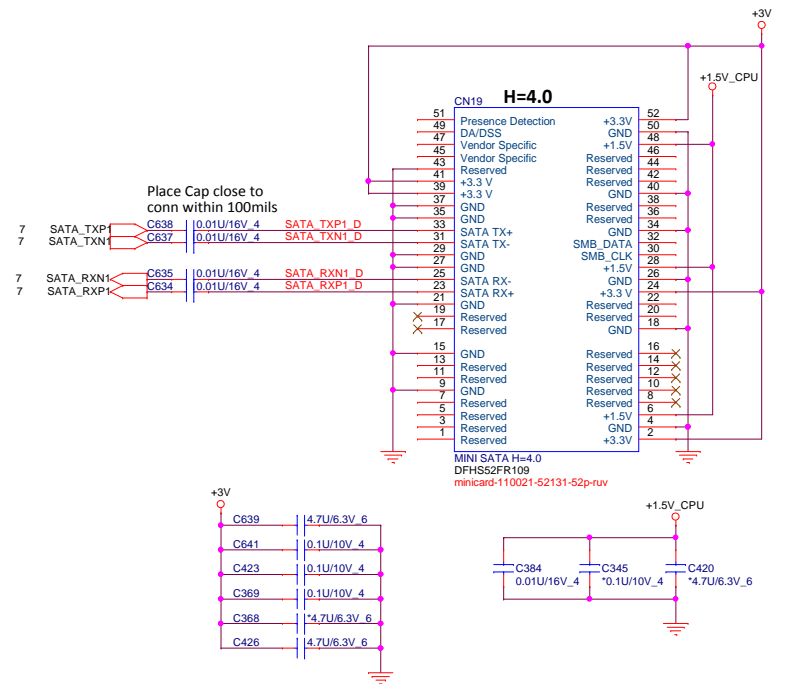 +3V
+1.5V_CPU
CN19 H=4.0
51 Presence Detection +3.3V 52
49 DA/DSS GND 50
47 Vendor Specific +1.5V 48
45 Vendor Specific Reserved 46
43 Reserved Reserved 44
41 +3.3 V Reserved 42
39 +3.3 V GND 40
37 GND Reserved 38
35 GND Reserved 36
33 SATA TX+ GND 34
31 SATA TX- SMB_DATA 32
29 GND SMB_CLK 30
27 GND +1.5V 28
25 SATA RX- GND 26
23 SATA RX+ +3.3 V 24
21 GND Reserved 22
19 Reserved Reserved 20
17 Reserved GND 18
15 GND Reserved 16
13 Reserved Reserved 14
11 Reserved Reserved 12
9 GND Reserved 10
7 Reserved Reserved 8
5 Reserved +1.5V 6
3 Reserved GND 4
1 Reserved +3.3V 2
MINI SATA H=4.0
DFHS52FR109
minicard-110021-52131-52p-ruv
Place Cap close to
conn within 100mils
7 SATA_TXP1 C638 0.01U/16V_4 SATA_TXP1_D
7 SATA_TXN1 C637 0.01U/16V_4 SATA_TXN1_D
7 SATA_RXN1 C635 0.01U/16V_4 SATA_RXN1_D
7 SATA_RXP1 C634 0.01U/16V_4 SATA_RXP1_D
+3V
C639 4.7U/6.3V_6
C641 0.1U/10V_4
C423 0.1U/10V_4
C369 0.1U/10V_4
C368 *4.7U/6.3V_6
C426 4.7U/6.3V_6
+1.5V_CPU
C384 C345 C420
0.01U/16V_4 *0.1U/10V_4 *4.7U/6.3V_6